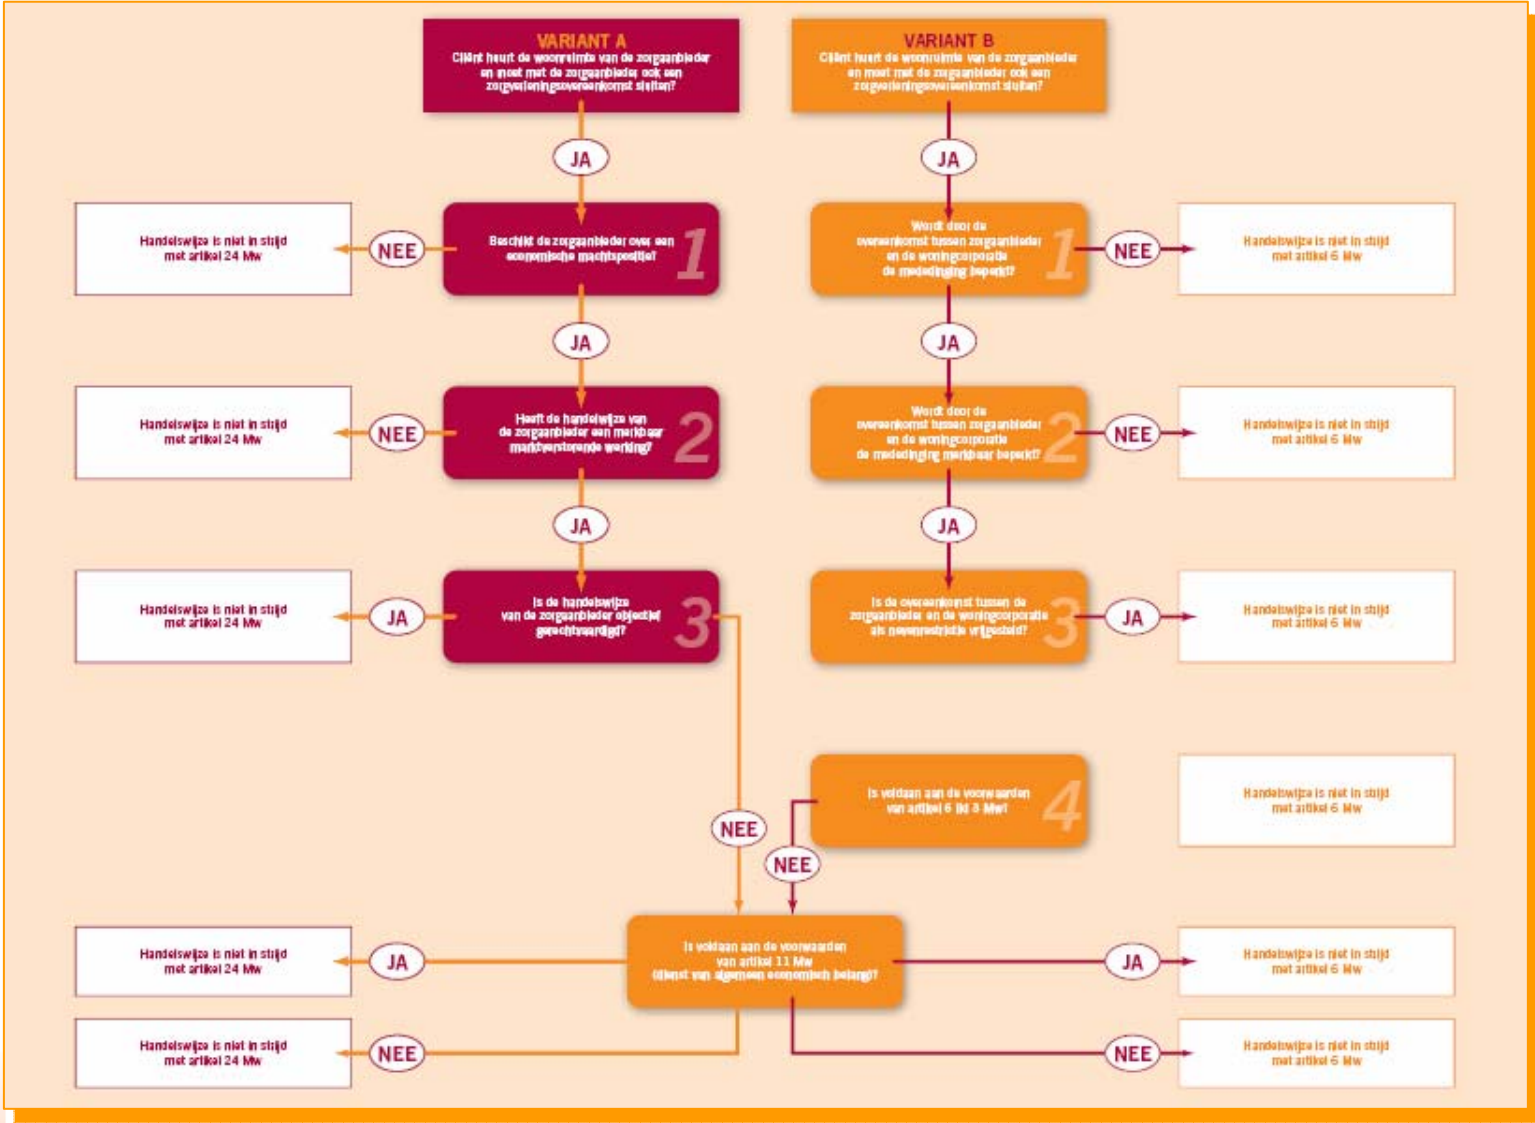 VARIANT A
Cliënt huurt de woonruimte van de zorgaanbieder
en moet met de zorgaanbieder ook een
zorgverleningsovereenkomst sluiten?
VARIANT B
Cliënt huurt de woonruimte van de zorgaanbieder
en moet met de zorgaanbieder ook een
zorgverleningsovereenkomst sluiten?
JA
JA
Handelswijze is niet in strijd
met artikel 24 Mw
NEE
Beschikt de zorgaanbieder over een
economische machtspositie?
1
Wordt door de
overeenkomst tussen zorgaanbieder
en de woningcorporatie
de mededinging beperkt?
1
NEE
Handelswijze is niet in strijd
met artikel 6 Mw
JA
JA
Handelswijze is niet in strijd
met artikel 24 Mw
NEE
Heeft de handelwijze van
de zorgaanbieder een merkbaar
marktverstorende werking?
2
Wordt door de
overeenkomst tussen zorgaanbieder
en de woningcorporatie
de mededinging merkbaar beperkt?
2
NEE
Handelswijze is niet in strijd
met artikel 6 Mw
JA
JA
Handelswijze is niet in strijd
met artikel 24 Mw
JA
Is de handelswijze
van de zorgaanbieder objectief
gerechtvaardigd?
3
Is de overeenkomst tussen de
zorgaanbieder en de woningcorporatie
als nevenrestrictie vrijgesteld?
3
JA
Handelswijze is niet in strijd
met artikel 6 Mw
Is voldaan aan de voorwaarden
van artikel 6 lid 3 Mw?
4
Handelswijze is niet in strijd
met artikel 6 Mw
NEE
NEE
Handelswijze is niet in strijd
met artikel 24 Mw
JA
Is voldaan aan de voorwaarden
van artikel 11 Mw
(dienst van algemeen economisch belang)?
JA
Handelswijze is niet in strijd
met artikel 6 Mw
Handelswijze is niet in strijd
met artikel 24 Mw
NEE
NEE
Handelswijze is niet in strijd
met artikel 6 Mw